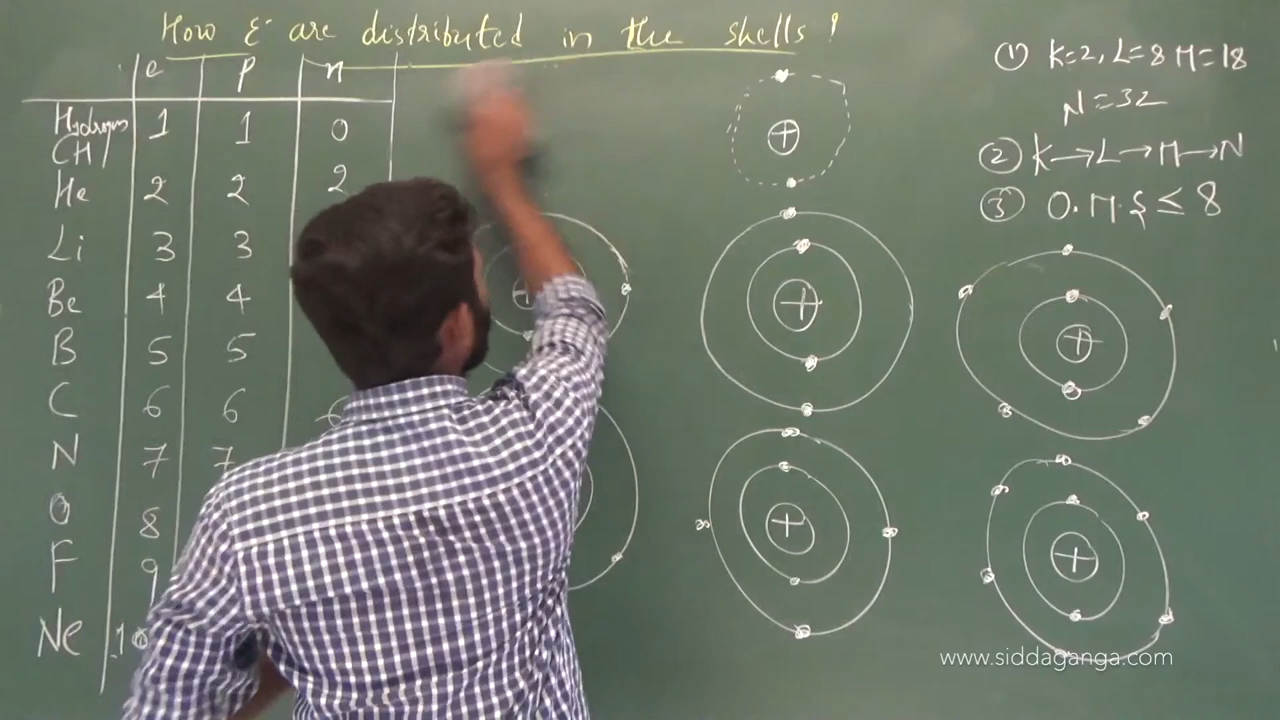 How ē are distributed in the shells ?
e p n
Hydrogen 1 1 0
(H)
He 2 2 2
Li 3 3
Be 4 4
B 5 5
C 6 6 6
N 7 7
O 8
F 9
Ne 10
① K=2, L=8 M=18
N=32
② K→L→M→N
③ O.M.S ≤ 8
www.siddaganga.com